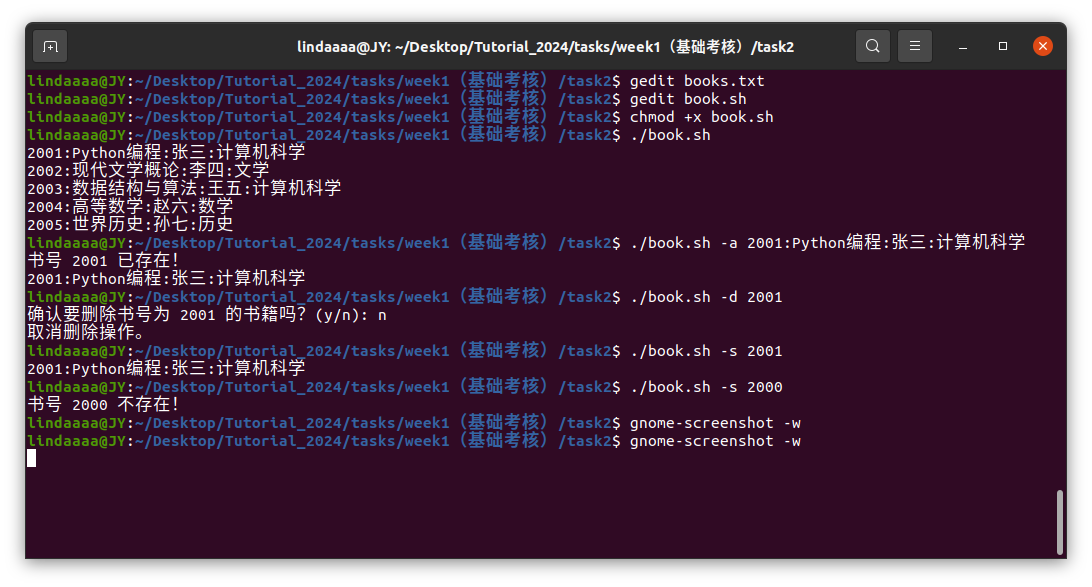 lindaaaa@JY: ~/Desktop/Tutorial_2024/tasks/week1（基础考核）/task2
lindaaaa@JY:~/Desktop/Tutorial_2024/tasks/week1（基础考核）/task2$ gedit books.txt
lindaaaa@JY:~/Desktop/Tutorial_2024/tasks/week1（基础考核）/task2$ gedit book.sh
lindaaaa@JY:~/Desktop/Tutorial_2024/tasks/week1（基础考核）/task2$ chmod +x book.sh
lindaaaa@JY:~/Desktop/Tutorial_2024/tasks/week1（基础考核）/task2$ ./book.sh
2001:Python编程:张三:计算机科学
2002:现代文学概论:李四:文学
2003:数据结构与算法:王五:计算机科学
2004:高等数学:赵六:数学
2005:世界历史:孙七:历史
lindaaaa@JY:~/Desktop/Tutorial_2024/tasks/week1（基础考核）/task2$ ./book.sh -a 2001:Python编程:张三:计算机科学
书号 2001 已存在！
2001:Python编程:张三:计算机科学
lindaaaa@JY:~/Desktop/Tutorial_2024/tasks/week1（基础考核）/task2$ ./book.sh -d 2001
确认要删除书号为 2001 的书籍吗？(y/n): n
取消删除操作。
lindaaaa@JY:~/Desktop/Tutorial_2024/tasks/week1（基础考核）/task2$ ./book.sh -s 2001
2001:Python编程:张三:计算机科学
lindaaaa@JY:~/Desktop/Tutorial_2024/tasks/week1（基础考核）/task2$ ./book.sh -s 2000
书号 2000 不存在！
lindaaaa@JY:~/Desktop/Tutorial_2024/tasks/week1（基础考核）/task2$ gnome-screenshot -w
lindaaaa@JY:~/Desktop/Tutorial_2024/tasks/week1（基础考核）/task2$ gnome-screenshot -w